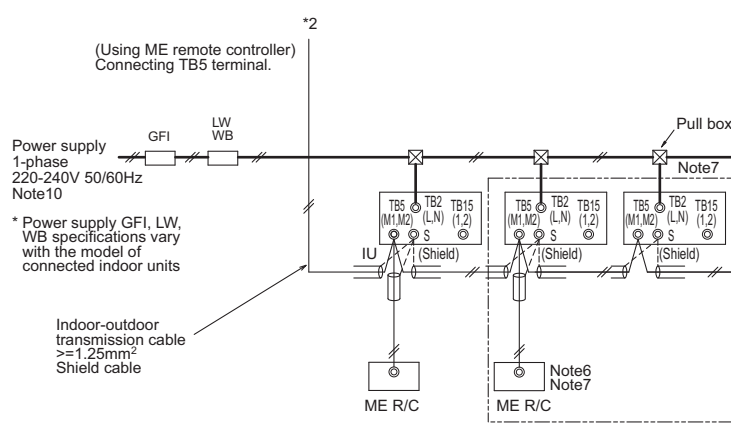 *2
(Using ME remote controller)
Connecting TB5 terminal.
Pull box
LW
WB
GFI
Power supply
1-phase
220-240V 50/60Hz
Note10
Note7
* Power supply GFI, LW,
WB specifications vary
with the model of
connected indoor units
TB5
(M1,M2)
TB2
(L,N)
TB15
(1,2)
S
(Shield)
TB5
(M1,M2)
TB2
(L,N)
TB15
(1,2)
S
(Shield)
TB5
(M1,M2)
TB2
(L,N)
TB15
(1,2)
S
(Shield)
IU
Indoor-outdoor
transmission cable
>=1.25mm²
Shield cable
ME R/C
Note6
Note7
ME R/C